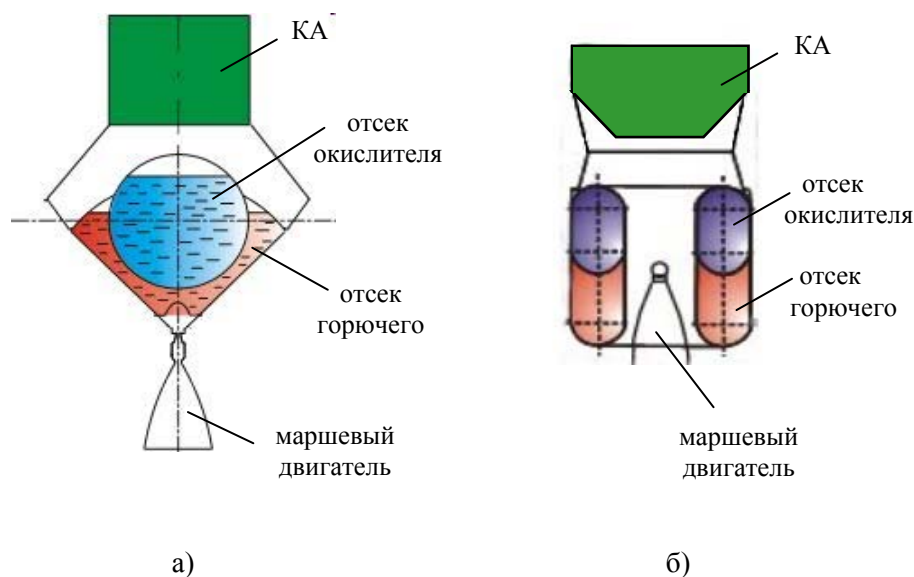 КА
отсек
окислителя
отсек
горючего
маршевый
двигатель
а)
КА
отсек
окислителя
отсек
горючего
маршевый
двигатель
б)